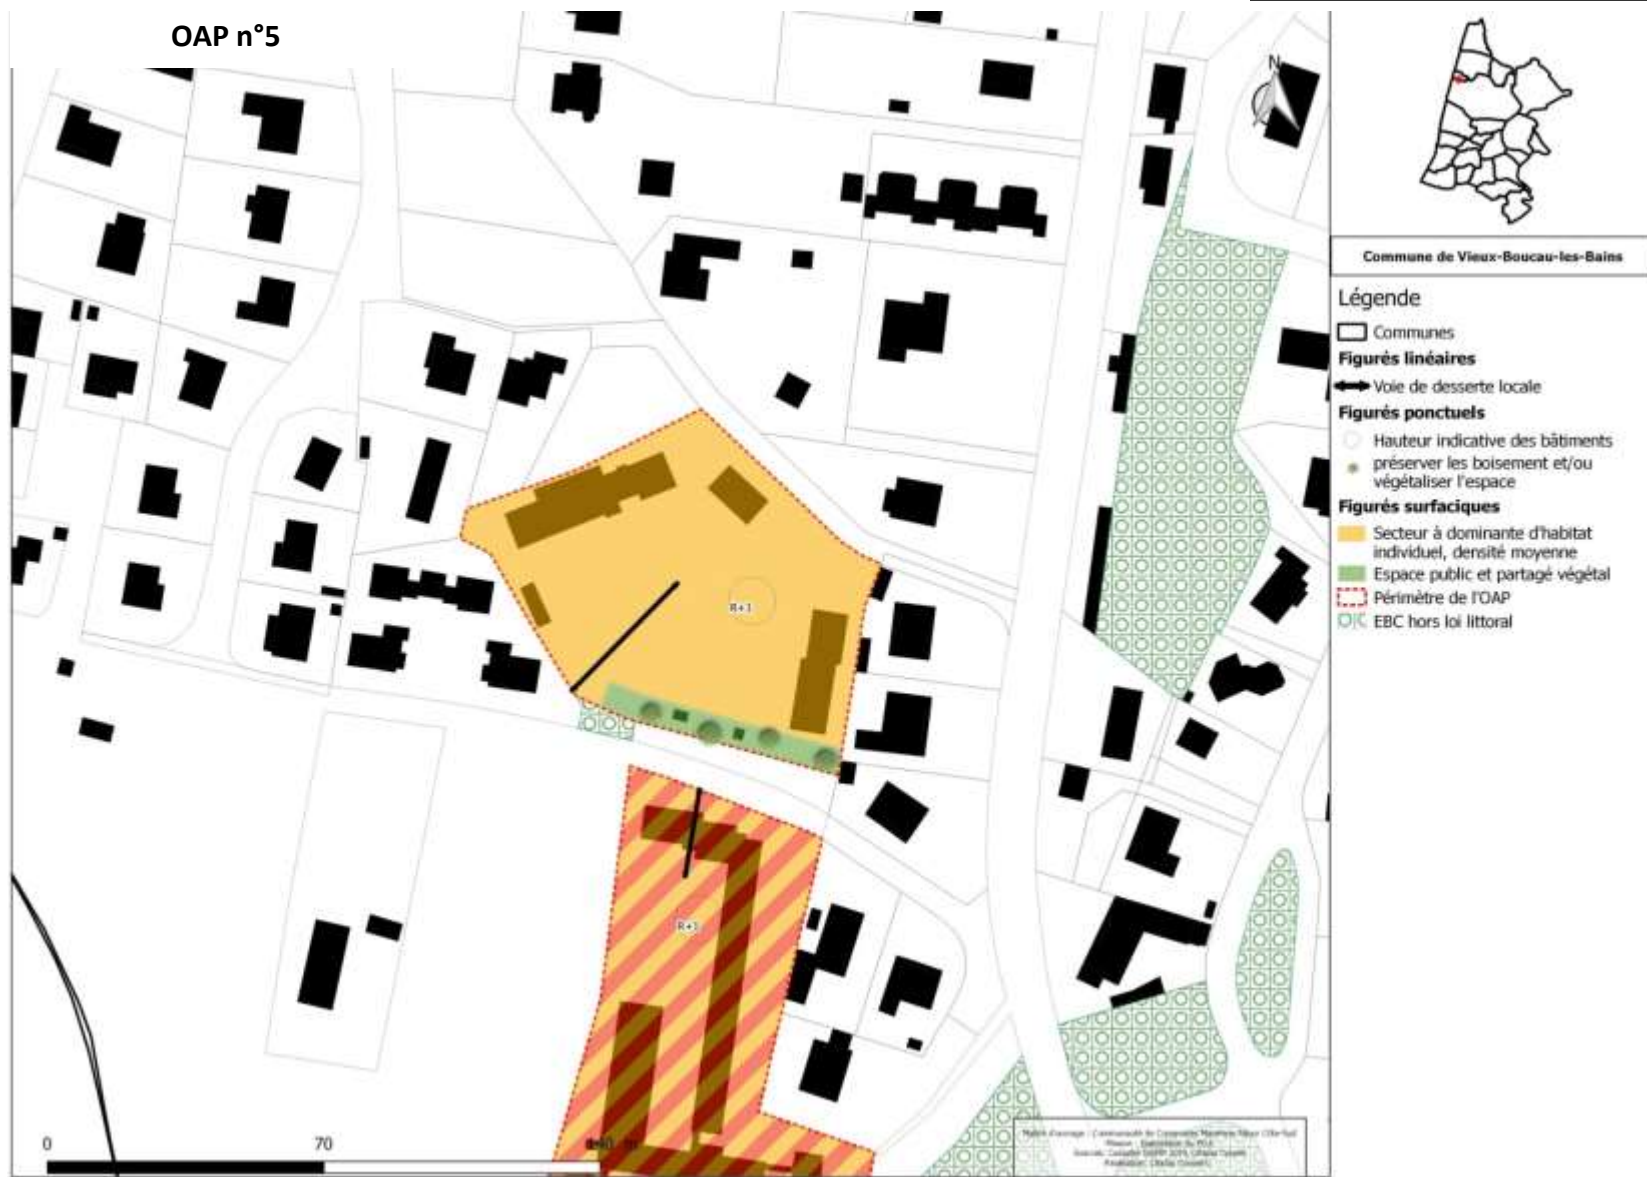 OAP n°5
N
Commune de Vieux-Boucau-les-Bains
Légende
Communes
Figurés linéaires
Voie de desserte locale
Figurés ponctuels
Hauteur indicative des bâtiments
préserver les boisement et/ou
végétaliser l'espace
Figurés surfaciques
Secteur à dominante d'habitat
individuel, densité moyenne
Espace public et partagé végétal
Périmètre de l'OAP
EBC hors loi littoral
R+1
R+1
0 70